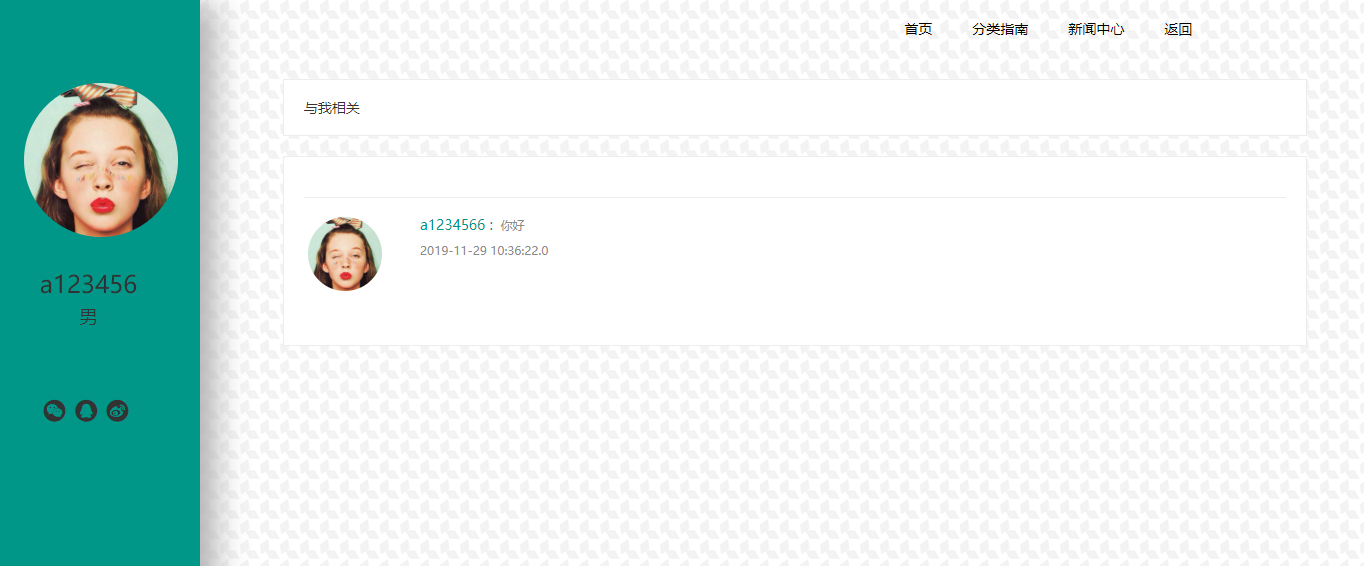 首页 分类指南 新闻中心 返回
与我相关
a1234566： 你好
2019-11-29 10:36:22.0
a123456
男